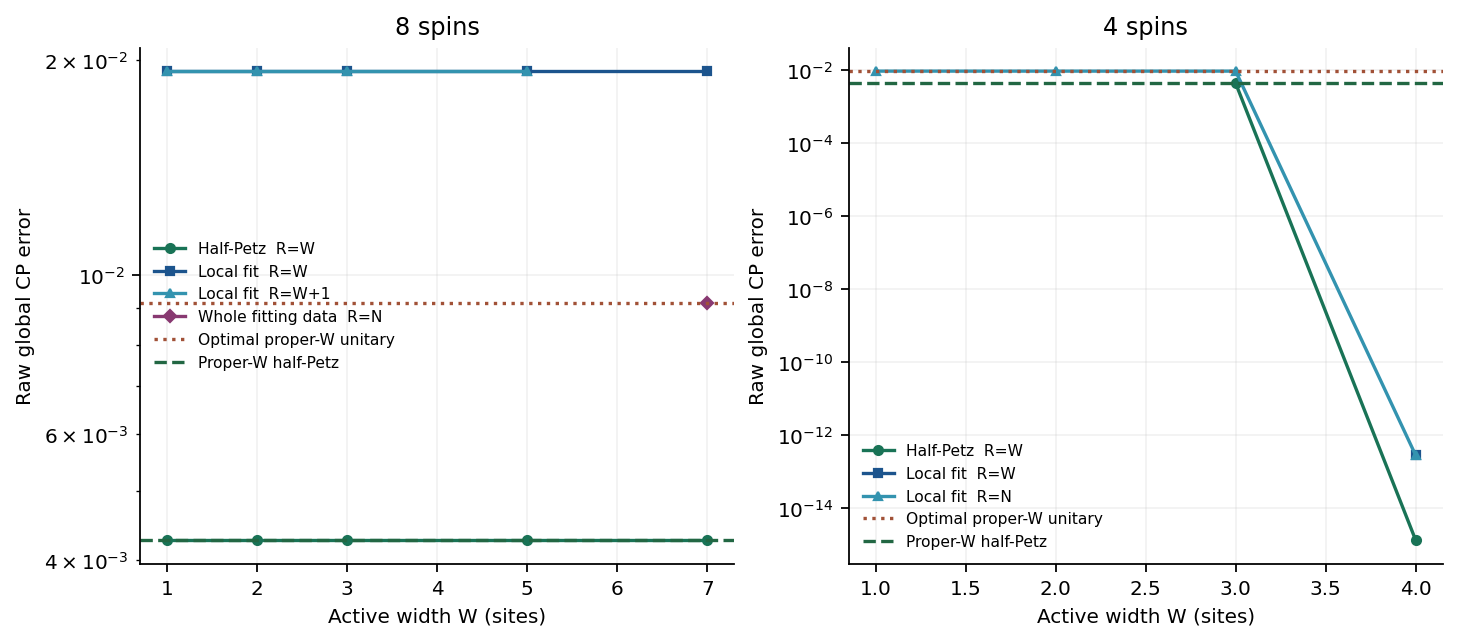 8 spins
Raw global CP error
2 × 10⁻²
10⁻²
6 × 10⁻³
4 × 10⁻³
Half-Petz R=W
Local fit R=W
Local fit R=W+1
Whole fitting data R=N
Optimal proper-W unitary
Proper-W half-Petz
1 2 3 4 5 6 7
Active width W (sites)
4 spins
Raw global CP error
10⁻²
10⁻⁴
10⁻⁶
10⁻⁸
10⁻¹⁰
10⁻¹²
10⁻¹⁴
Half-Petz R=W
Local fit R=W
Local fit R=N
Optimal proper-W unitary
Proper-W half-Petz
1.0 1.5 2.0 2.5 3.0 3.5 4.0
Active width W (sites)